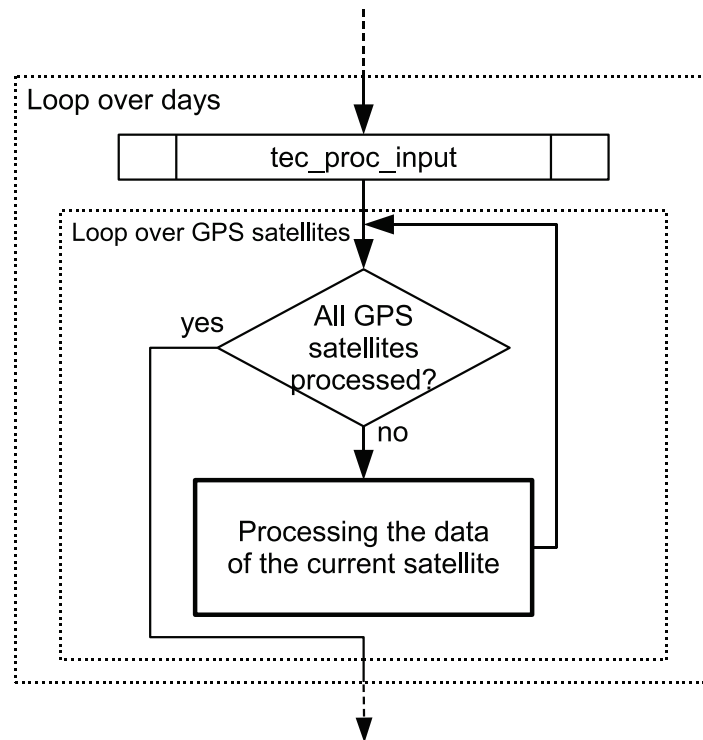 Loop over days
tec_proc_input
Loop over GPS satellites
yes
All GPS
satellites
processed?
no
Processing the data
of the current satellite